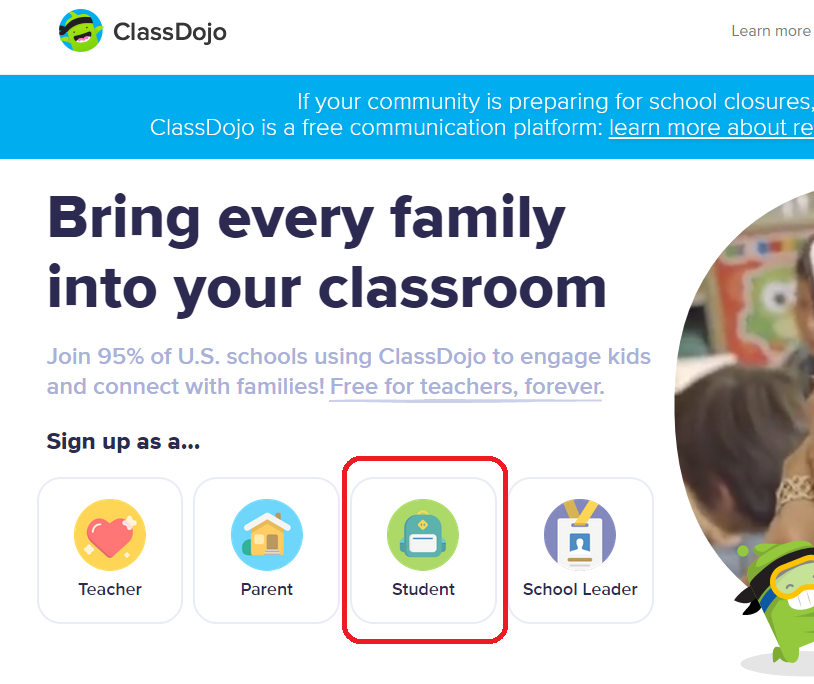 ClassDojo
Learn more
If your community is preparing for school closures,
ClassDojo is a free communication platform: learn more about re
Bring every family
into your classroom
Join 95% of U.S. schools using ClassDojo to engage kids
and connect with families! Free for teachers, forever.
Sign up as a...
Teacher
Parent
Student
School Leader